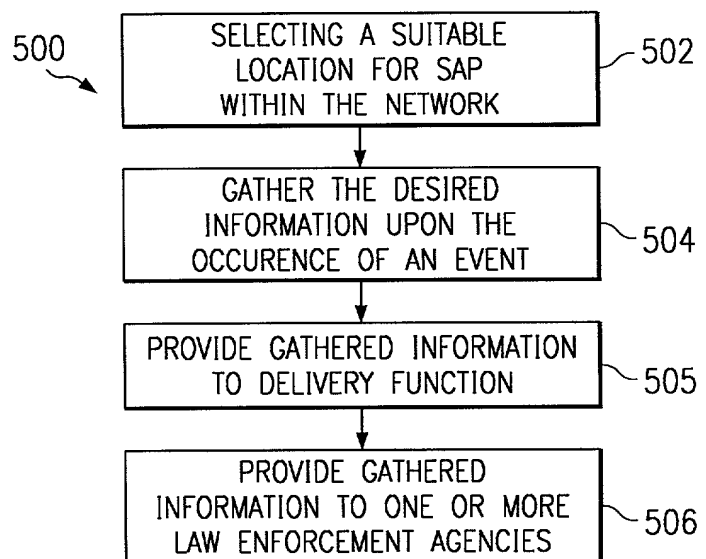 500
SELECTING A SUITABLE
LOCATION FOR SAP
WITHIN THE NETWORK
502
GATHER THE DESIRED
INFORMATION UPON THE
OCCURENCE OF AN EVENT
504
PROVIDE GATHERED INFORMATION
TO DELIVERY FUNCTION
505
PROVIDE GATHERED
INFORMATION TO ONE OR MORE
LAW ENFORCEMENT AGENCIES
506